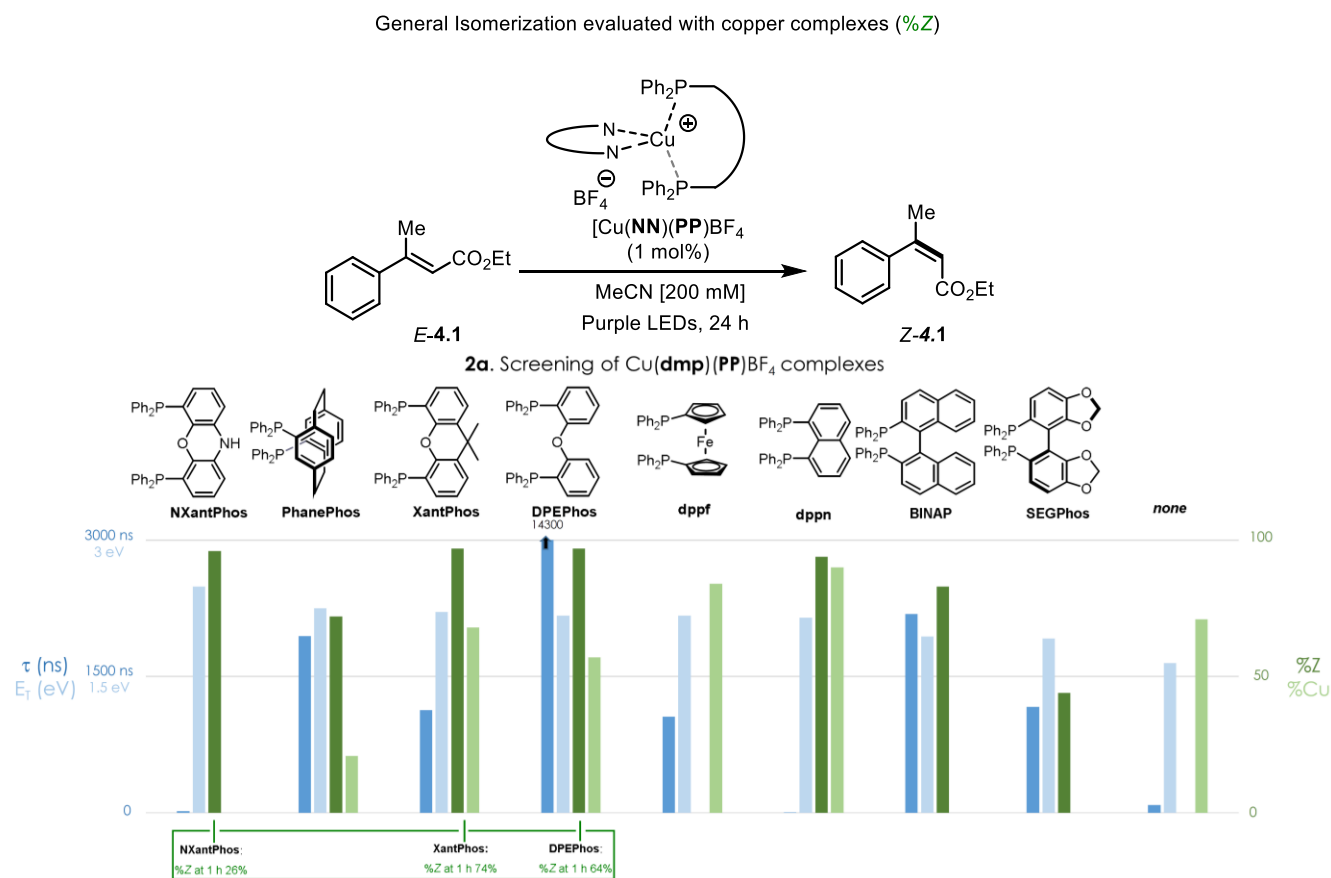 General Isomerization evaluated with copper complexes (%Z)
Ph2P
N
N
Cu
⊕
⊖
BF4
Ph2P
[Cu(NN)(PP)BF4
(1 mol%)
MeCN [200 mM]
Purple LEDs, 24 h
Me
CO2Et
E-4.1
Me
CO2Et
Z-4.1
2a. Screening of Cu(dmp)(PP)BF4 complexes
Ph2P
O
NH
Ph2P
NXantPhos
Ph2P
Ph2P
PhanePhos
Ph2P
O
Ph2P
XantPhos
Ph2P
O
Ph2P
DPEPhos
14300
Ph2P
Fe
Ph2P
dppf
Ph2P
Ph2P
dppn
Ph2P
Ph2P
BINAP
O
O
Ph2P
Ph2P
O
O
SEGPhos
none
3000 ns
3 eV
1500 ns
1.5 eV
0
τ (ns)
ET (eV)
100
50
0
%Z
%Cu
NXantPhos:
%Z at 1 h 26%
XantPhos:
%Z at 1 h 74%
DPEPhos:
%Z at 1 h 64%